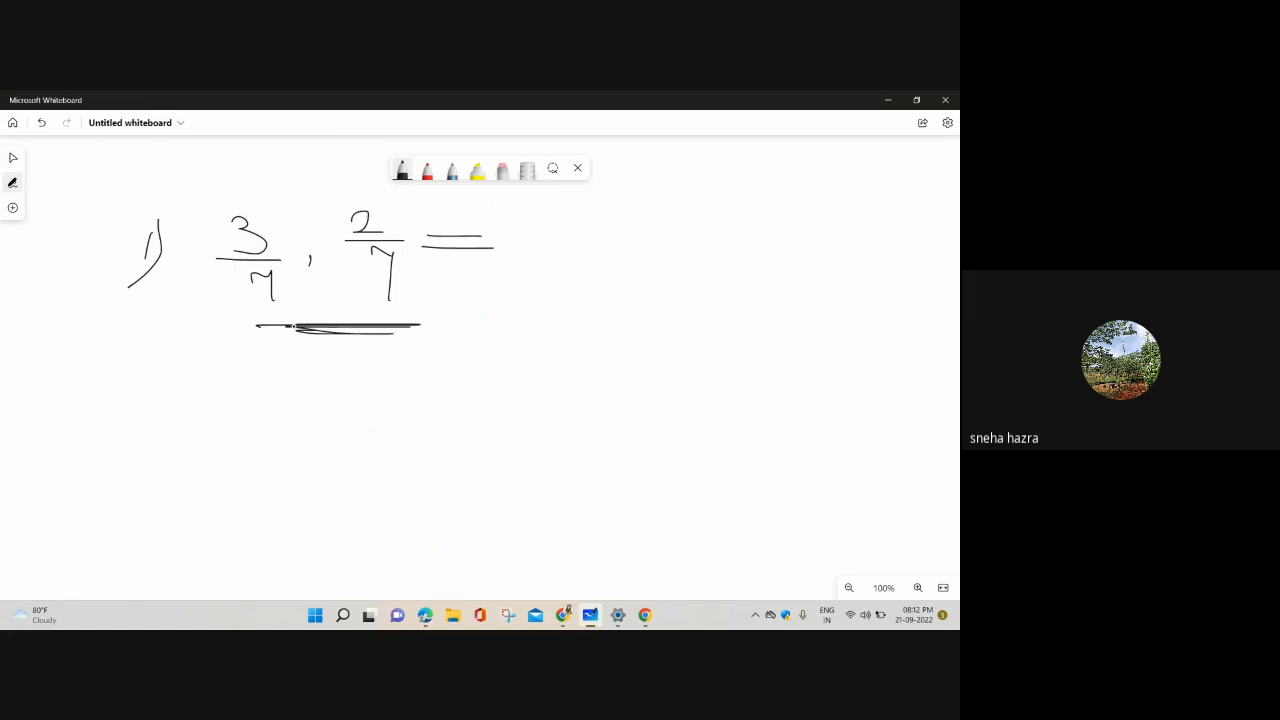 Microsoft Whiteboard
Untitled whiteboard
1) 3/7 , 2/7 =
sneha hazra
100%
80°F
Cloudy
ENG
IN
08:12 PM
21-09-2022
3